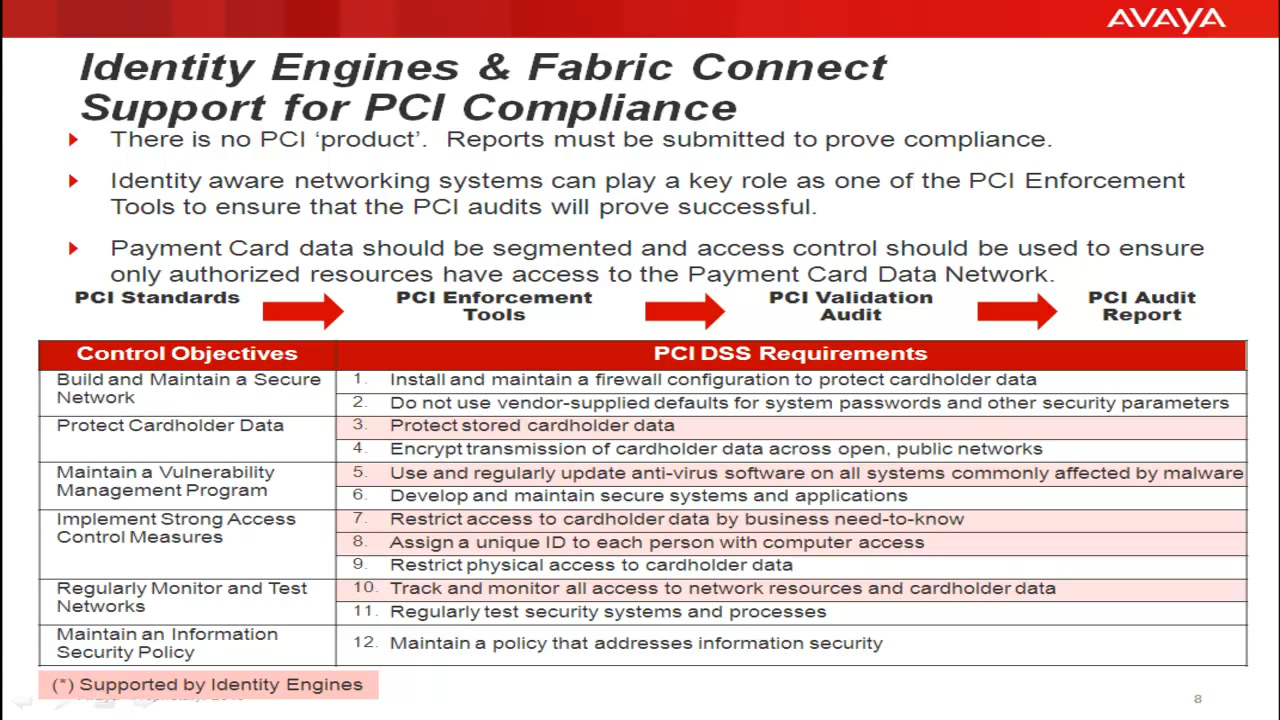 AVAYA
Identity Engines & Fabric Connect
Support for PCI Compliance
There is no PCI ‘product’.  Reports must be submitted to prove compliance.
Identity aware networking systems can play a key role as one of the PCI Enforcement
Tools to ensure that the PCI audits will prove successful.
Payment Card data should be segmented and access control should be used to ensure
only authorized resources have access to the Payment Card Data Network.
PCI Standards
PCI Enforcement
Tools
PCI Validation
Audit
PCI Audit
Report
Control Objectives
PCI DSS Requirements
Build and Maintain a Secure
Network
1. Install and maintain a firewall configuration to protect cardholder data
2. Do not use vendor-supplied defaults for system passwords and other security parameters
Protect Cardholder Data
3. Protect stored cardholder data
4. Encrypt transmission of cardholder data across open, public networks
Maintain a Vulnerability
Management Program
5. Use and regularly update anti-virus software on all systems commonly affected by malware
6. Develop and maintain secure systems and applications
Implement Strong Access
Control Measures
7. Restrict access to cardholder data by business need-to-know
8. Assign a unique ID to each person with computer access
9. Restrict physical access to cardholder data
Regularly Monitor and Test
Networks
10. Track and monitor all access to network resources and cardholder data
11. Regularly test security systems and processes
Maintain an Information
Security Policy
12. Maintain a policy that addresses information security
(*) Supported by Identity Engines
8